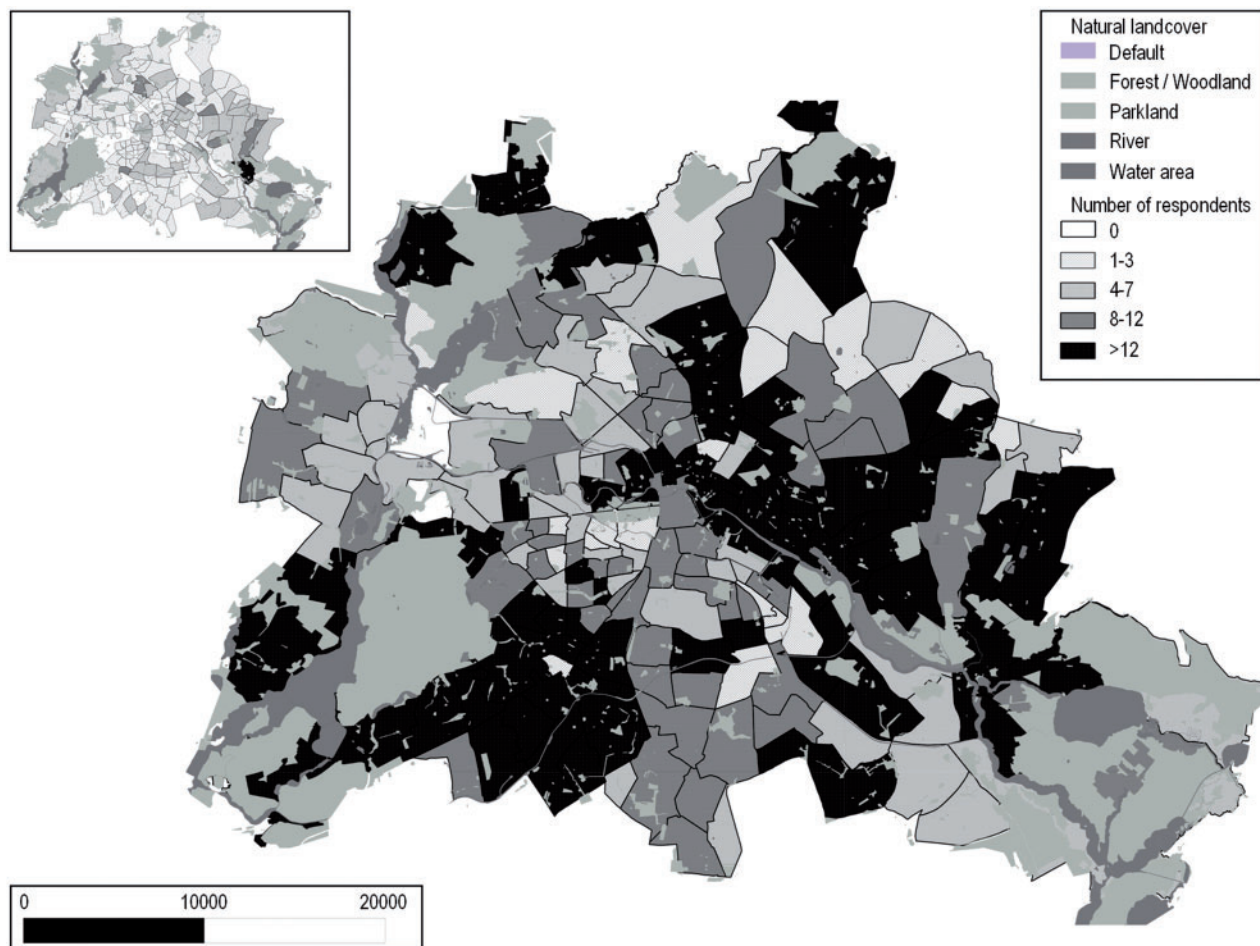 Natural landcover
Default
Forest / Woodland
Parkland
River
Water area
Number of respondents
0
1-3
4-7
8-12
>12
0 10000 20000